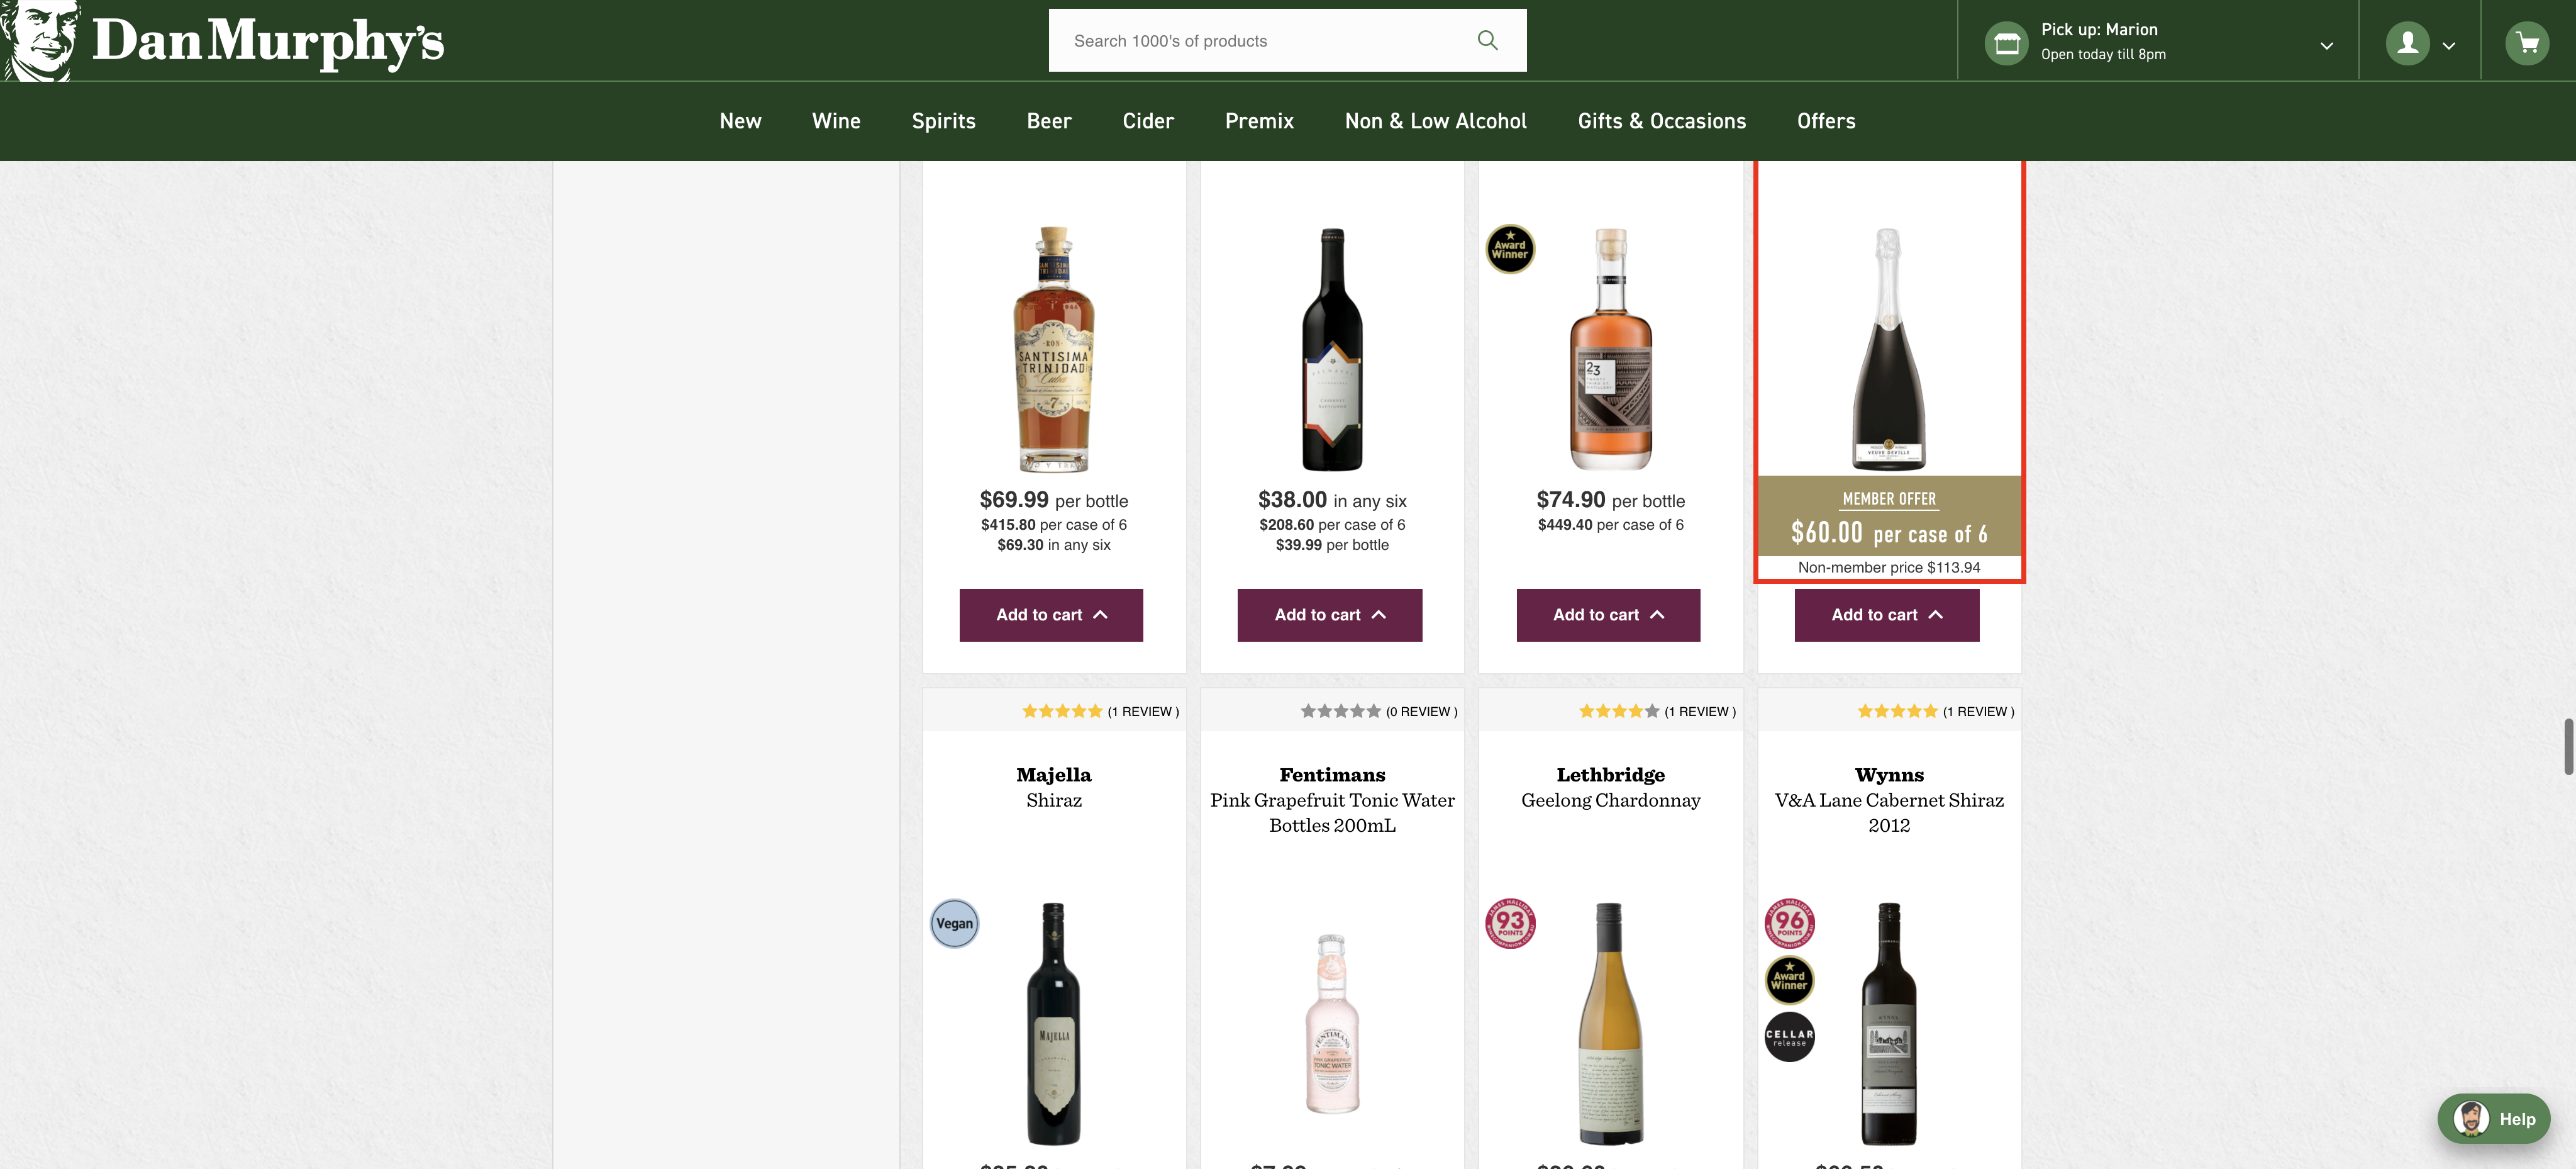 Dan Murphy's
Search 1000's of products
Pick up: Marion
Open today till 8pm
New Wine Spirits Beer Cider Premix Non & Low Alcohol Gifts & Occasions Offers
RON
SANTISIMA
TRINIDAD
Cuba
7
$69.99 per bottle
$415.80 per case of 6
$69.30 in any six
Add to cart
$38.00 in any six
$208.60 per case of 6
$39.99 per bottle
Add to cart
Award
Winner
23
$74.90 per bottle
$449.40 per case of 6
Add to cart
VEUVE DEVILLE
MEMBER OFFER
$60.00 per case of 6
Non-member price $113.94
Add to cart
(1 REVIEW )
Majella
Shiraz
Vegan
MAJELLA
(0 REVIEW )
Fentimans
Pink Grapefruit Tonic Water
Bottles 200mL
FENTIMANS
PINK GRAPEFRUIT
TONIC WATER
(1 REVIEW )
Lethbridge
Geelong Chardonnay
JAMES HALLIDAY
93
POINTS
(1 REVIEW )
Wynns
V&A Lane Cabernet Shiraz
2012
JAMES HALLIDAY
96
POINTS
Award
Winner
CELLAR
release
WYNNS
Help